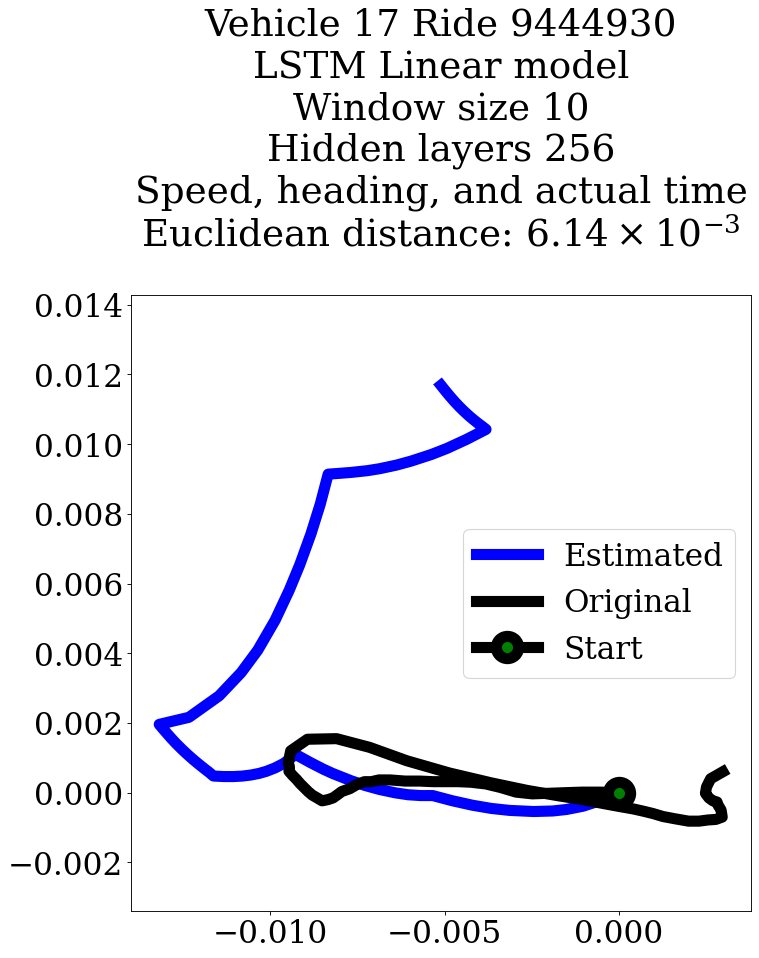 Vehicle 17 Ride 9444930
LSTM Linear model
Window size 10
Hidden layers 256
Speed, heading, and actual time
Euclidean distance: 6.14 × 10⁻³
0.014
0.012
0.010
0.008
0.006
0.004
0.002
0.000
−0.002
Estimated
Original
Start
−0.010
−0.005
0.000